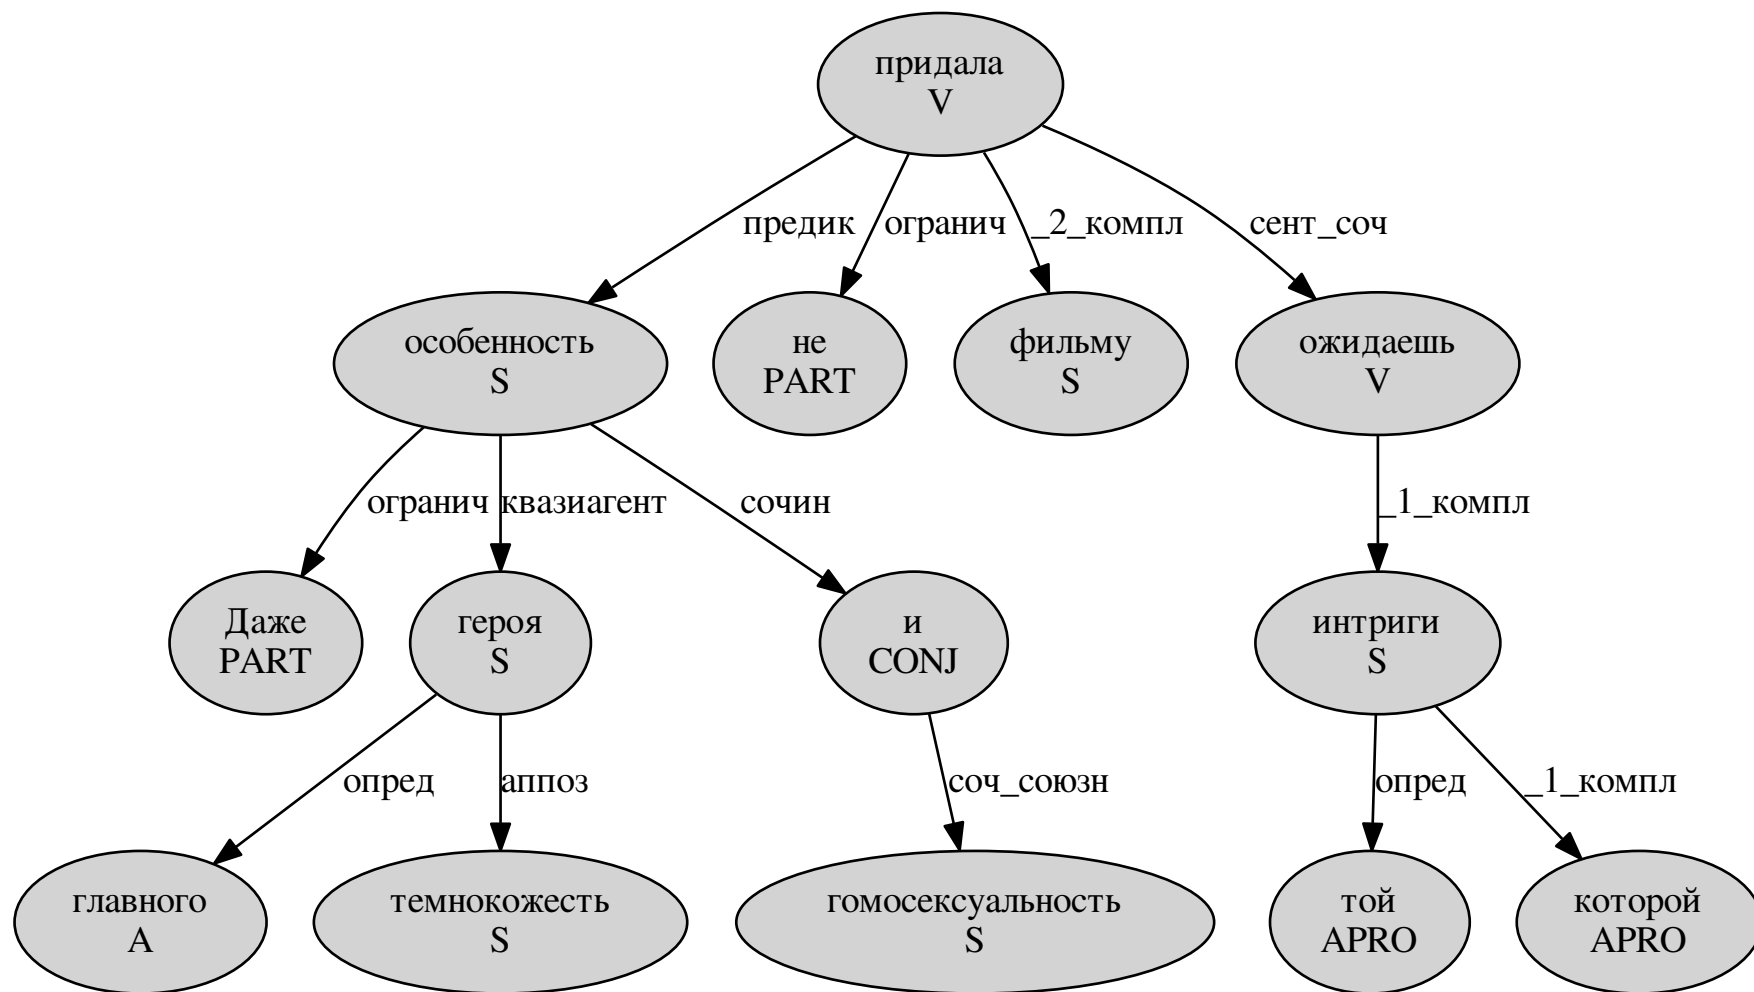 придала
V
предик
огранич
_2_компл
сент_соч
особенность
S
не
PART
фильму
S
ожидаешь
V
огранич
квазиагент
сочин
_1_компл
Даже
PART
героя
S
и
CONJ
интриги
S
опред
аппоз
соч_союзн
опред
_1_компл
главного
A
темнокожесть
S
гомосексуальность
S
той
APRO
которой
APRO